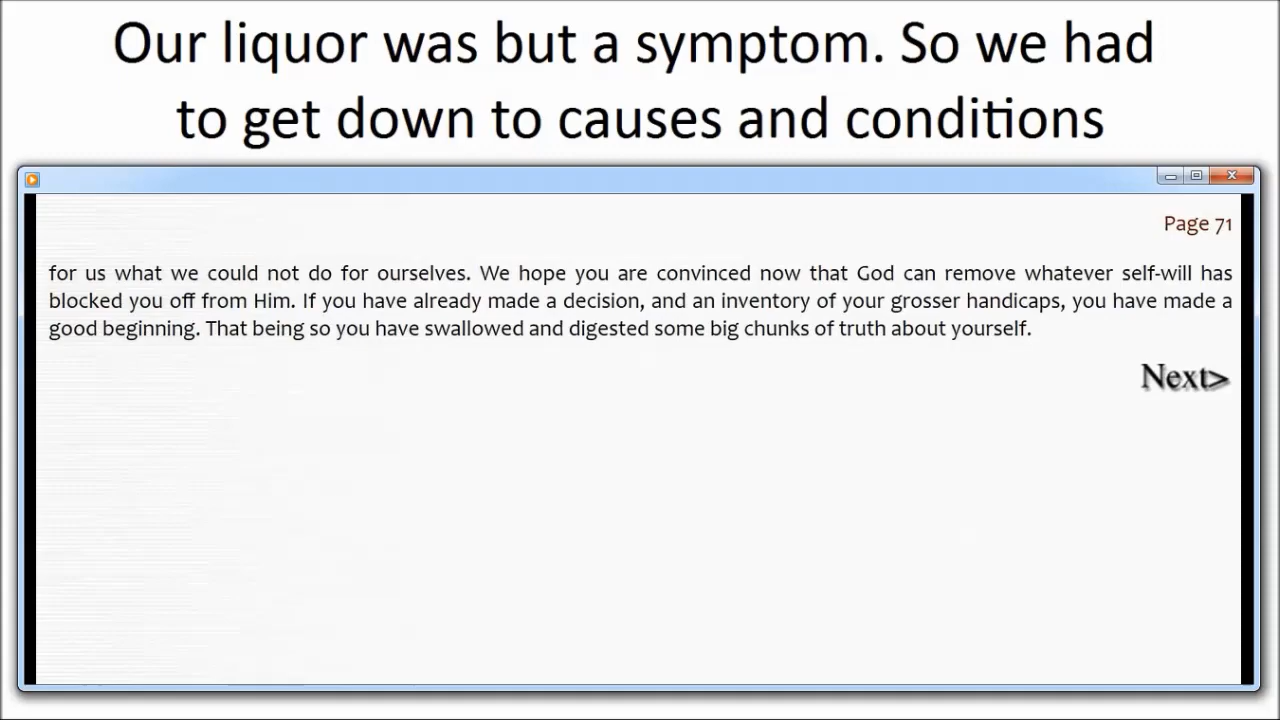 Our liquor was but a symptom. So we had
to get down to causes and conditions
Page 71
for us what we could not do for ourselves. We hope you are convinced now that God can remove whatever self-will has
blocked you off from Him. If you have already made a decision, and an inventory of your grosser handicaps, you have made a
good beginning. That being so you have swallowed and digested some big chunks of truth about yourself.
Next>